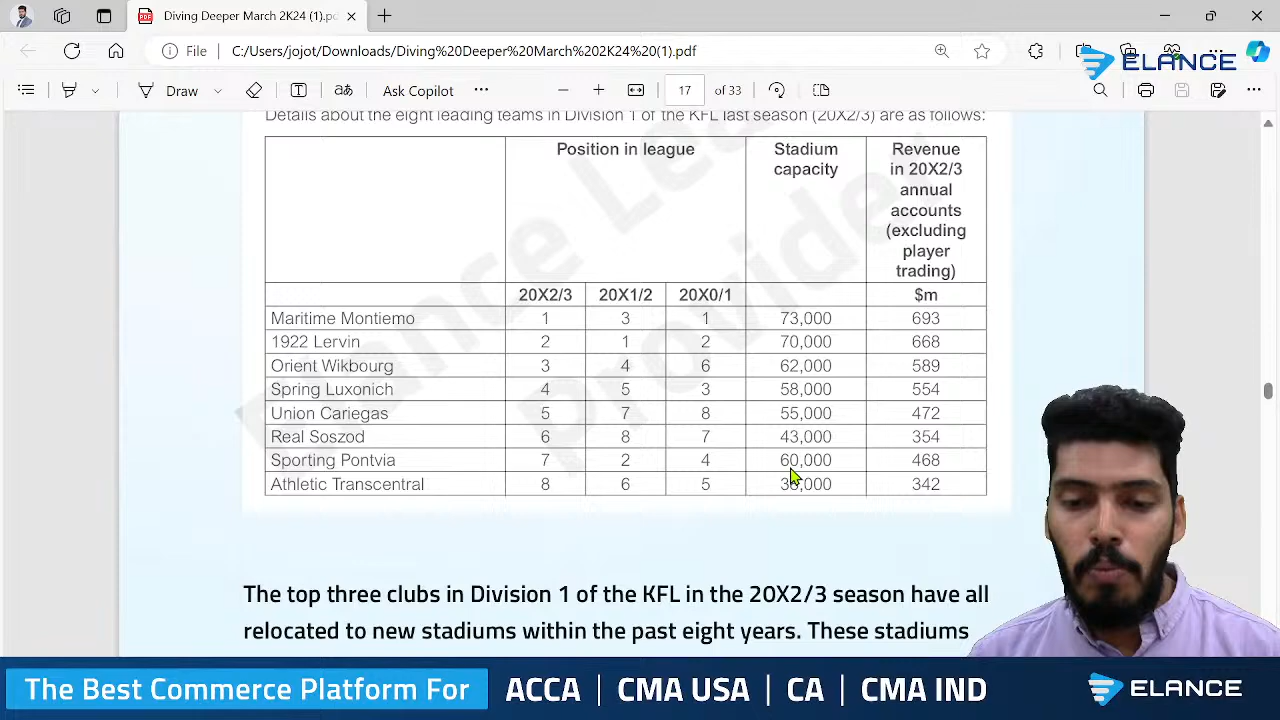 Diving Deeper March 2K24 (1).pd
File C:/Users/jojot/Downloads/Diving%20Deeper%20March%202K24%20(1).pdf
ELANCE
Draw Ask Copilot 17 of 33
Details about the eight leading teams in Division 1 of the KFL last season (20X2/3) are as follows:
Position in league Stadium capacity Revenue in 20X2/3 annual accounts (excluding player trading)
20X2/3 20X1/2 20X0/1 $m
Maritime Montiemo 1 3 1 73,000 693
1922 Lervin 2 1 2 70,000 668
Orient Wikbourg 3 4 6 62,000 589
Spring Luxonich 4 5 3 58,000 554
Union Cariegas 5 7 8 55,000 472
Real Soszod 6 8 7 43,000 354
Sporting Pontvia 7 2 4 60,000 468
Athletic Transcentral 8 6 5 342
The top three clubs in Division 1 of the KFL in the 20X2/3 season have all
relocated to new stadiums within the past eight years. These stadiums
The Best Commerce Platform For ACCA | CMA USA | CA | CMA IND ELANCE